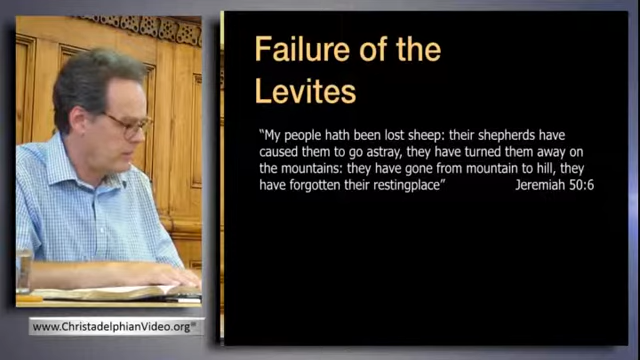 Failure of the
Levites
“My people hath been lost sheep: their shepherds have
caused them to go astray, they have turned them away on
the mountains: they have gone from mountain to hill, they
have forgotten their restingplace” Jeremiah 50:6
www.ChristadelphianVideo.org